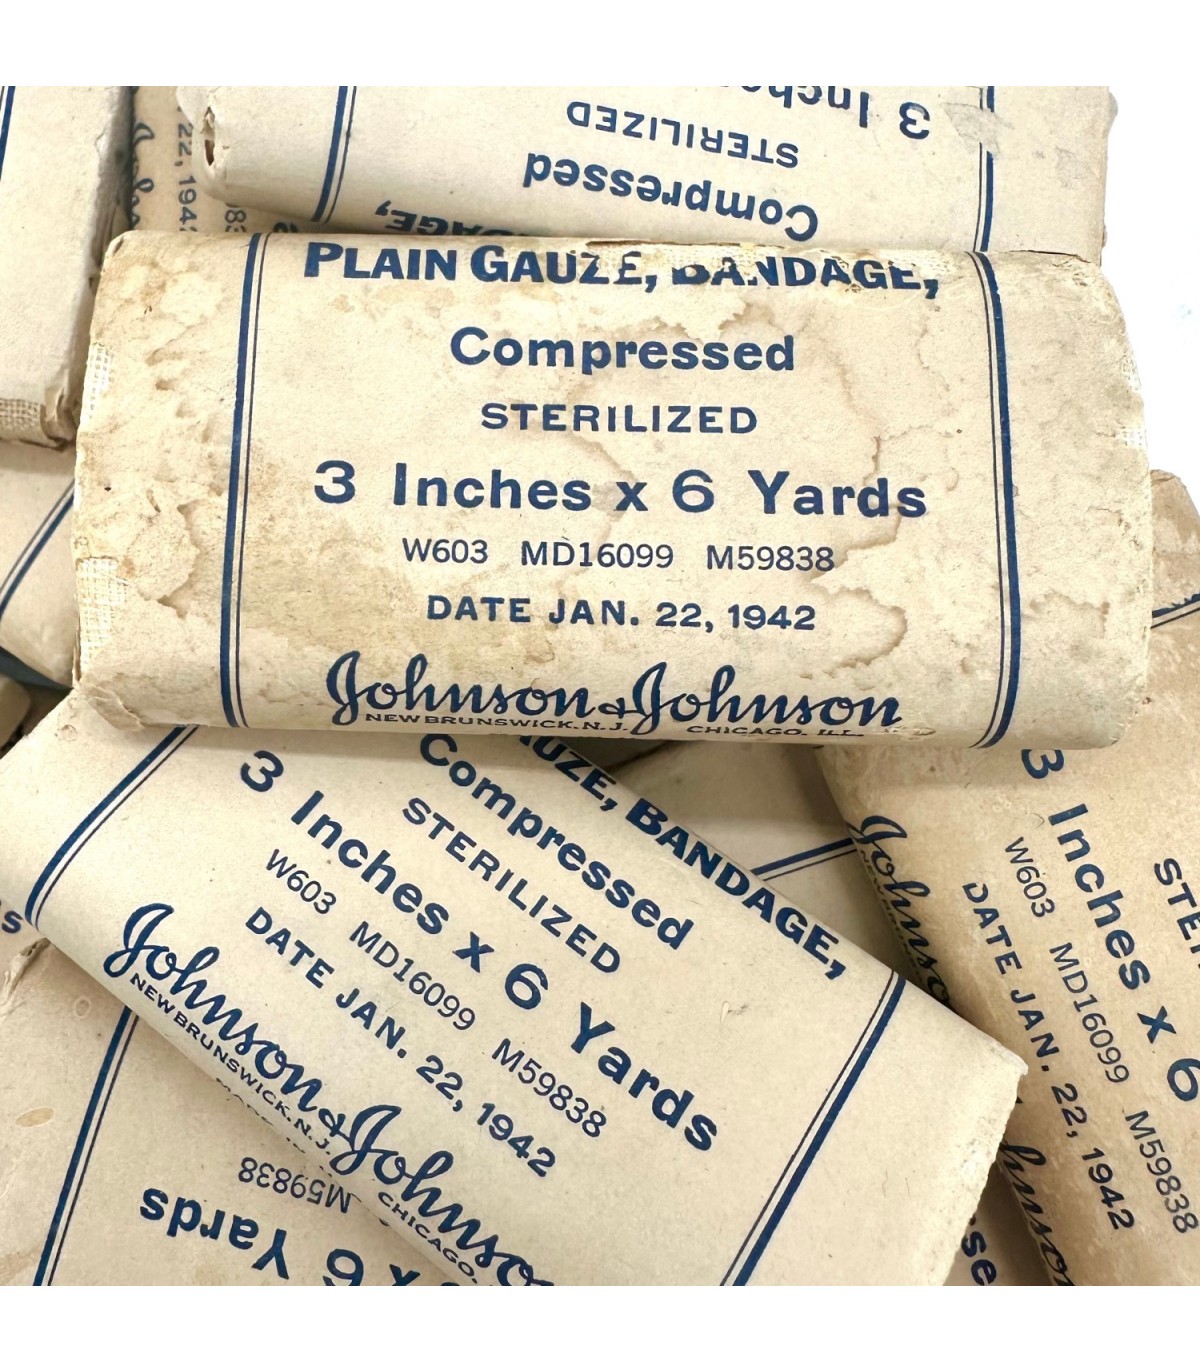 3 Inches
STERILIZED
Compressed
22, 194
PLAIN GAUZE, BANDAGE,
Compressed
STERILIZED
3 Inches x 6 Yards
W603 MD16099 M59838
DATE JAN. 22, 1942
Johnson & Johnson
NEW BRUNSWICK, N. J. CHICAGO, ILL.
GAUZE, BANDAGE,
Compressed
STERILIZED
3 Inches x 6 Yards
W603 MD16099 M59838
DATE JAN. 22, 1942
Johnson & Johnson
NEW BRUNSWICK, N. J. CHICAGO,
3 Inches x 6
W603 MD16099 M59838
DATE JAN. 22, 1942
Johnson
M59838
6 Yards